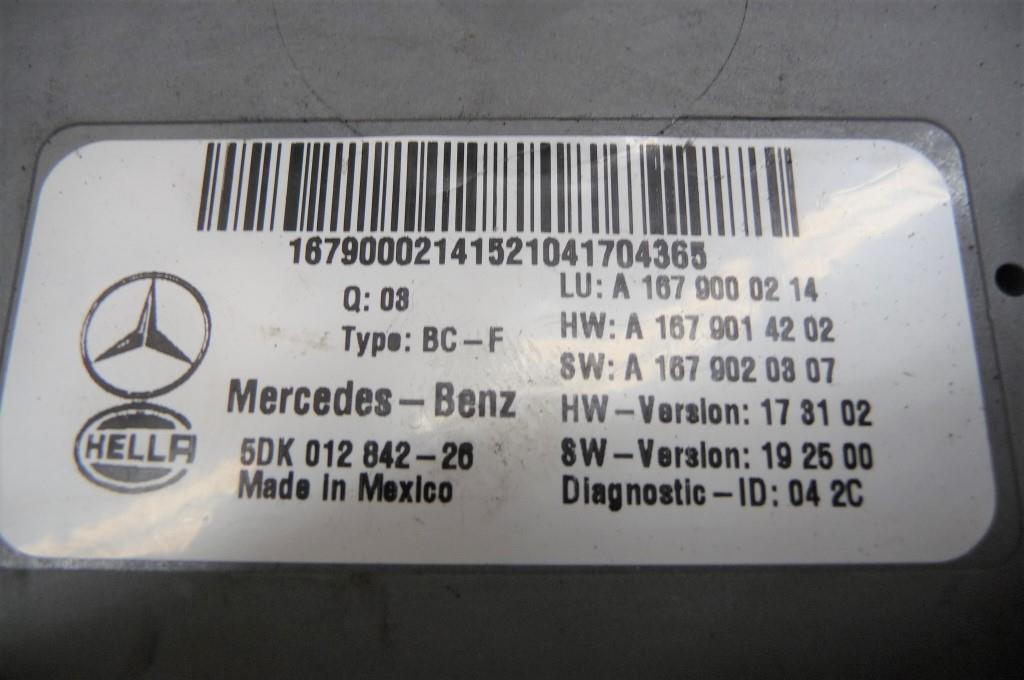 16790002141521041704365
Q: 03
Type: BC-F
Mercedes-Benz
HELLA
5DK 012 842-26
Made in Mexico
LU: A 167 900 02 14
HW: A 167 901 42 02
SW: A 167 902 03 07
HW-Version: 17 31 02
SW-Version: 19 25 00
Diagnostic-ID: 04 2C